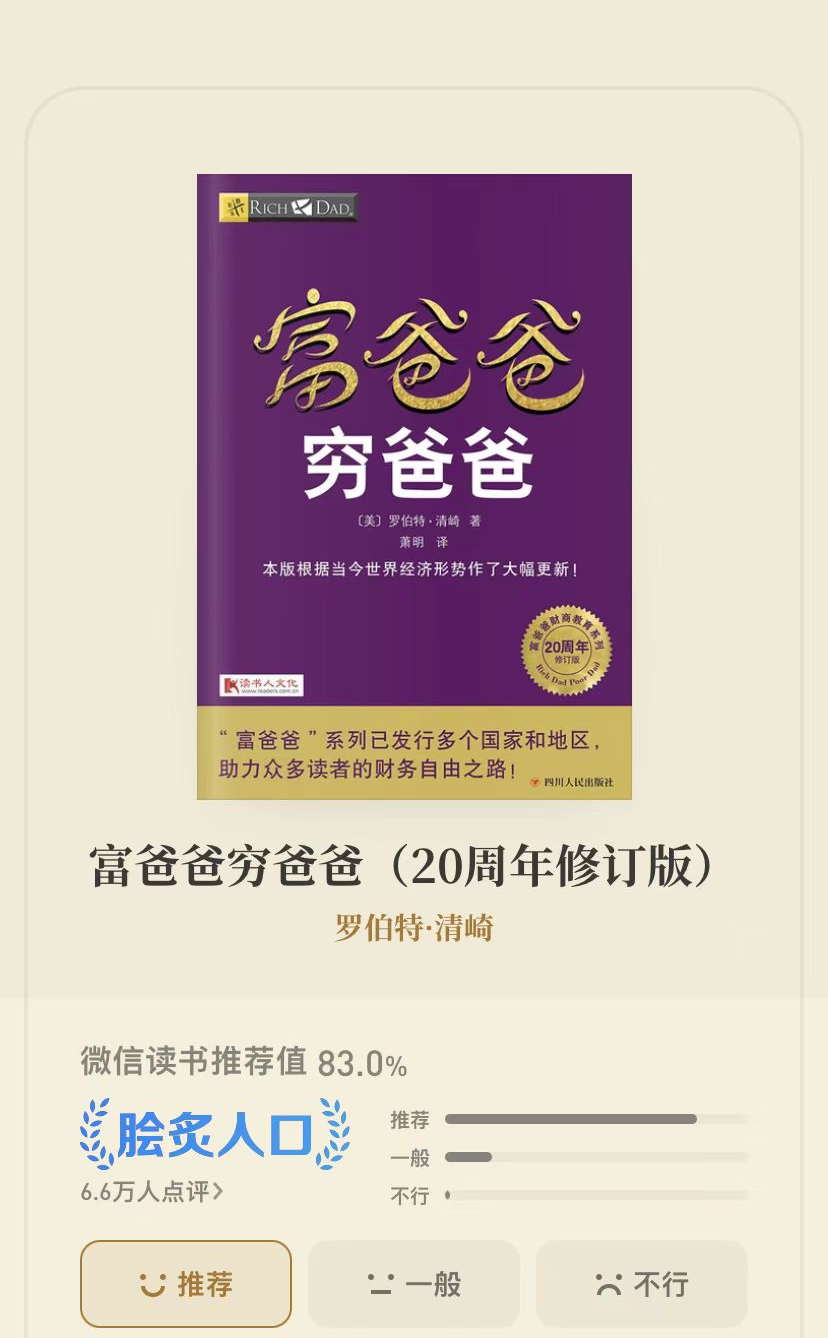 RICH DAD
富爸爸
穷爸爸
〔美〕罗伯特·清崎 著
萧明 译
本版根据当今世界经济形势作了大幅更新！
富爸爸财商教育系列
20周年
修订版
Rich Dad Poor Dad
读书人文化
www.readers.com.cn
“富爸爸”系列已发行多个国家和地区，
助力众多读者的财务自由之路！
四川人民出版社
富爸爸穷爸爸（20周年修订版）
罗伯特·清崎
微信读书推荐值 83.0%
脍炙人口
6.6万人点评
推荐
一般
不行
推荐
一般
不行